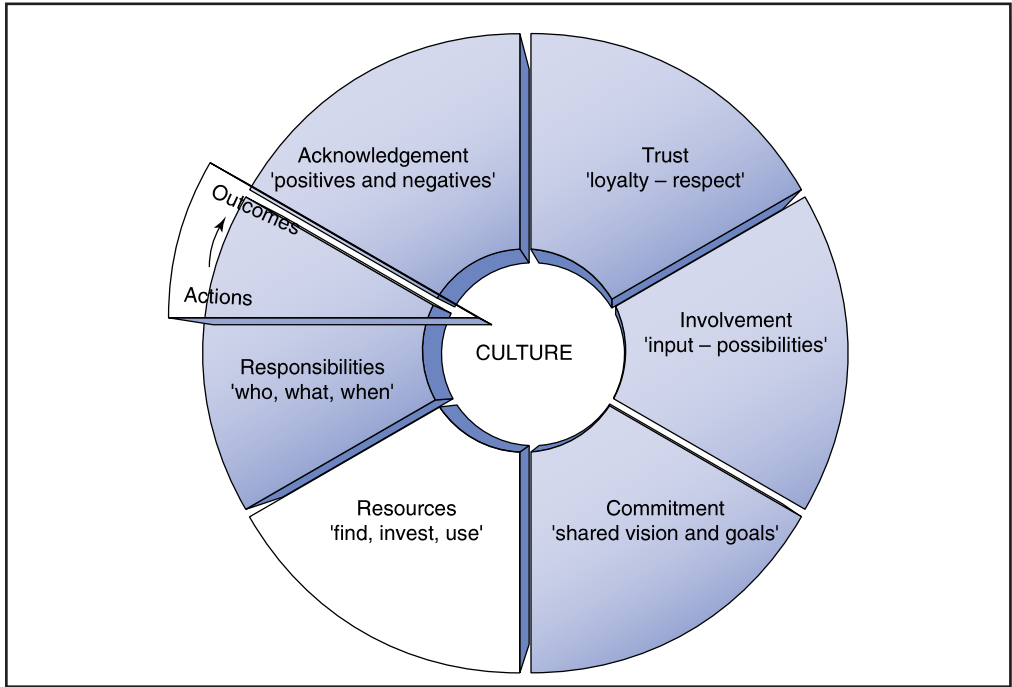 Acknowledgement
'positives and negatives'
Trust
'loyalty – respect'
Outcomes
Actions
Involvement
'input – possibilities'
CULTURE
Responsibilities
'who, what, when'
Resources
'find, invest, use'
Commitment
'shared vision and goals'